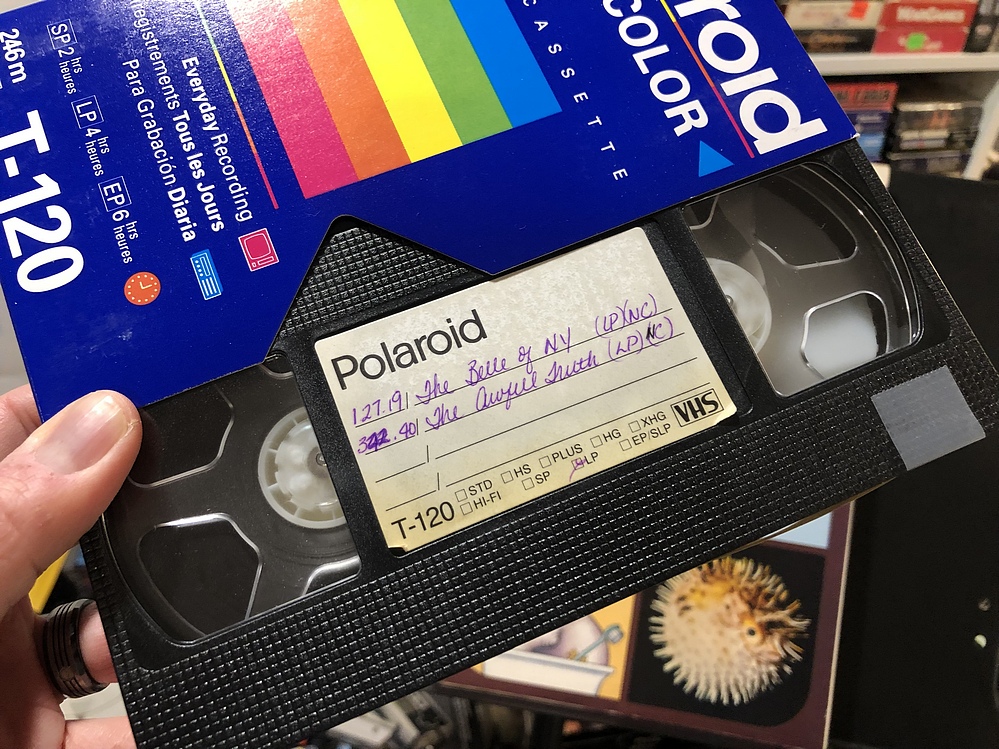 roid
COLOR
CASSETTE
Everyday Recording
egistrements Tous les Jours
Para Grabación Diaria
SP 2 hrs heures
LP 4 hrs heures
EP 6 hrs heures
246m T-120
Polaroid
127.19 | The Belle of NY (LP)(NC)
.40 | The Awful Truth (LP)(NC)
T-120 □ STD □ HS □ PLUS □ HG □ XHG
□ HI-FI □ SP □ LP □ EP/SLP
VHS